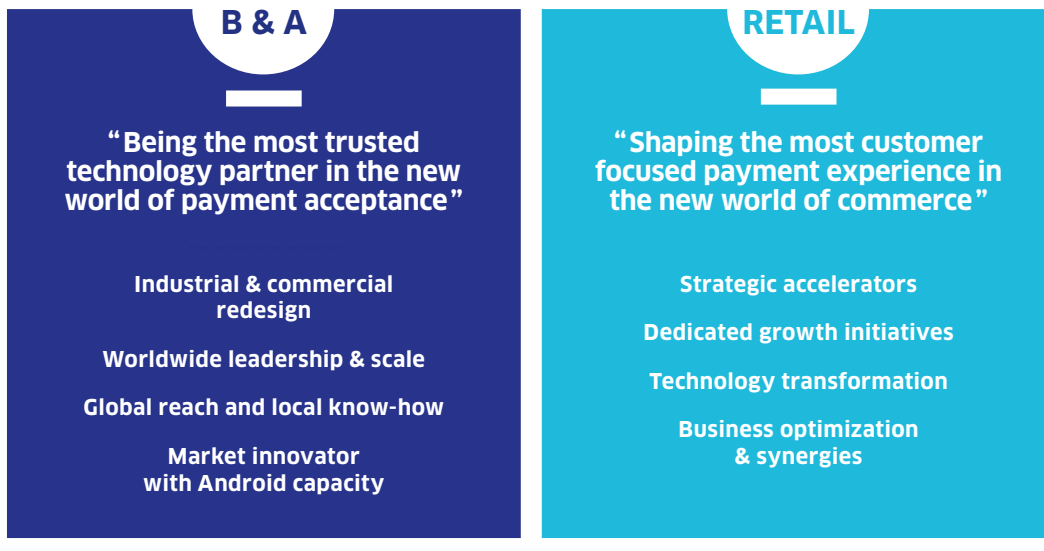 B & A
“Being the most trusted
technology partner in the new
world of payment acceptance”
Industrial & commercial
redesign
Worldwide leadership & scale
Global reach and local know-how
Market innovator
with Android capacity
RETAIL
“Shaping the most customer
focused payment experience in
the new world of commerce”
Strategic accelerators
Dedicated growth initiatives
Technology transformation
Business optimization
& synergies